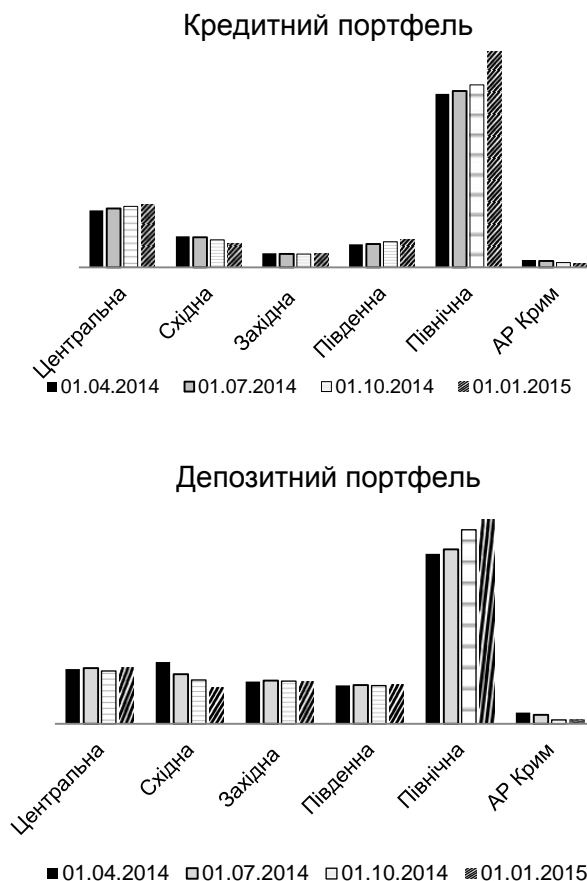 Кредитний портфель
Центральна
Східна
Західна
Південна
Північна
АР Крим
01.04.2014 01.07.2014 01.10.2014 01.01.2015
Депозитний портфель
Центральна
Східна
Західна
Південна
Північна
АР Крим
01.04.2014 01.07.2014 01.10.2014 01.01.2015